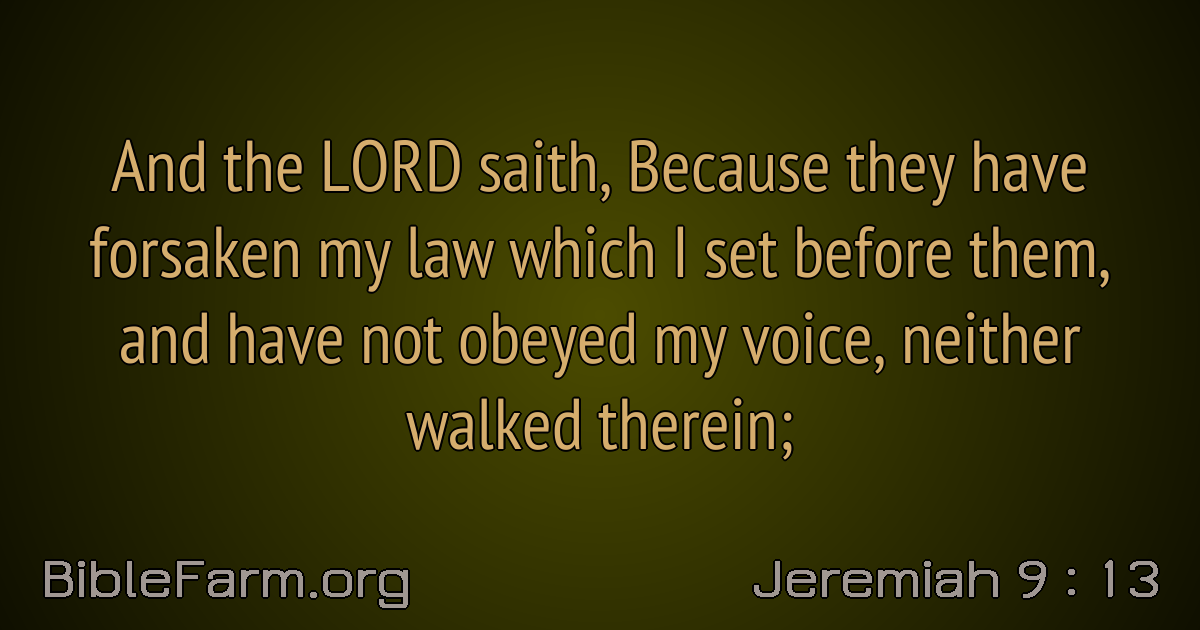 And the LORD saith, Because they have
forsaken my law which I set before them,
and have not obeyed my voice, neither
walked therein;
BibleFarm.org
Jeremiah 9 : 13